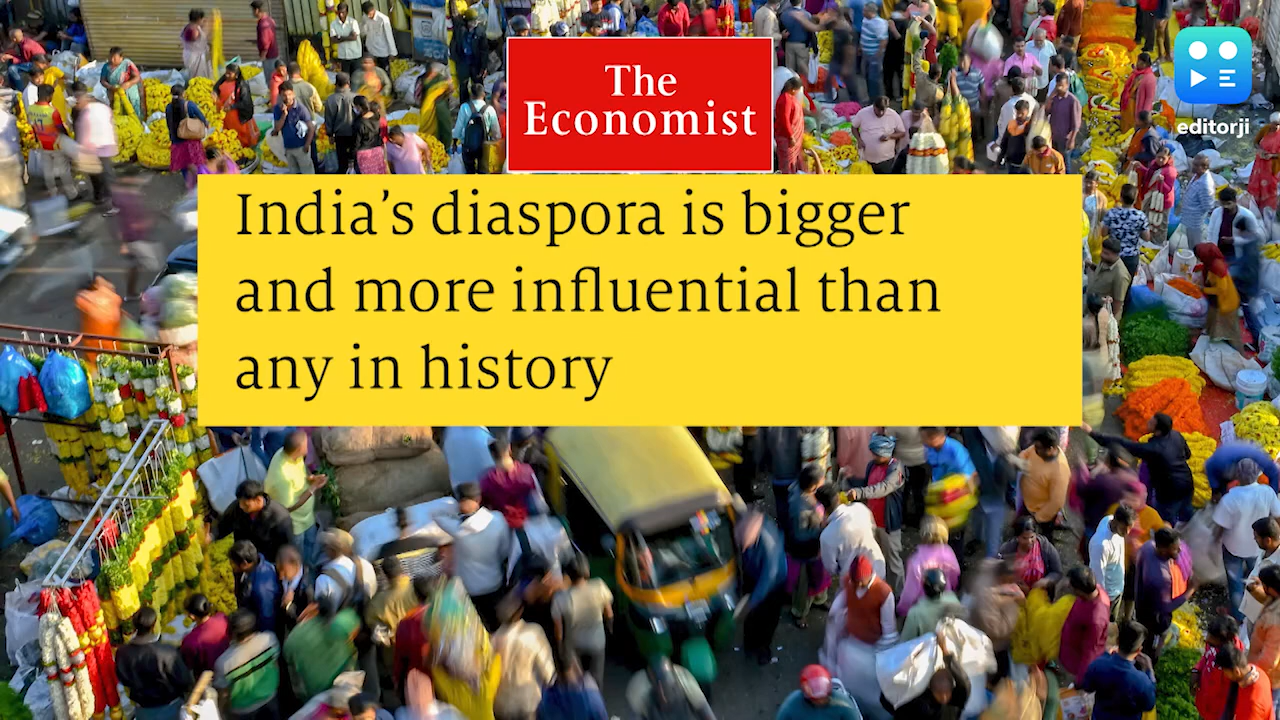 The
Economist
editorji
India’s diaspora is bigger
and more influential than
any in history